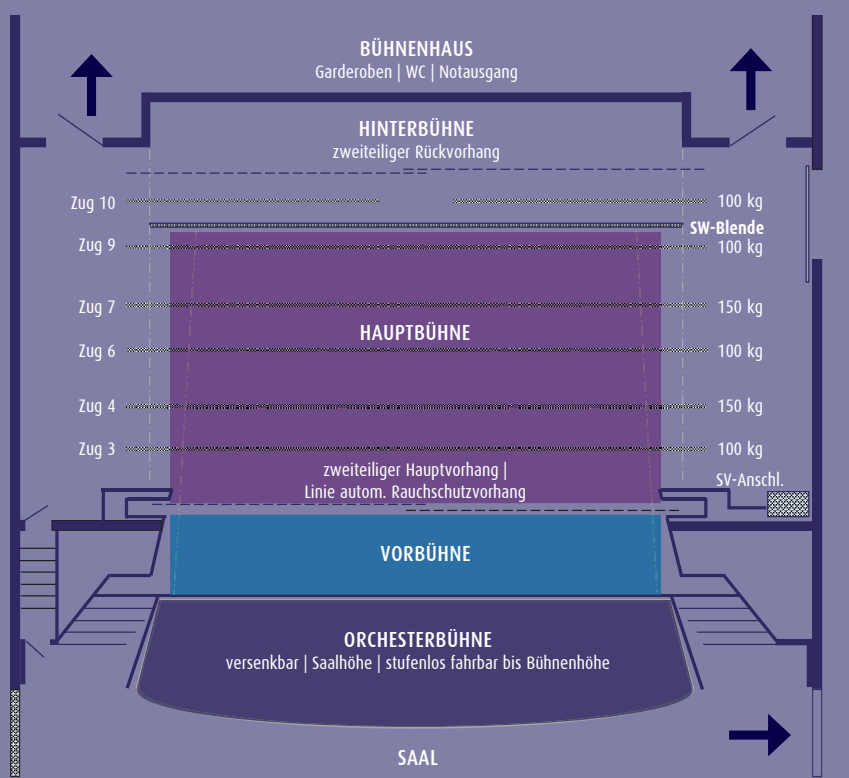 BÜHNENHAUS
Garderoben | WC | Notausgang
HINTERBÜHNE
zweiteiliger Rückvorhang
Zug 10
100 kg
SW-Blende
Zug 9
100 kg
Zug 7
150 kg
HAUPTBÜHNE
Zug 6
100 kg
Zug 4
150 kg
Zug 3
100 kg
zweiteiliger Hauptvorhang |
Linie autom. Rauchschutzvorhang
SV-Anschl.
VORBÜHNE
ORCHESTERBÜHNE
versenkbar | Saalhöhe | stufenlos fahrbar bis Bühnenhöhe
SAAL